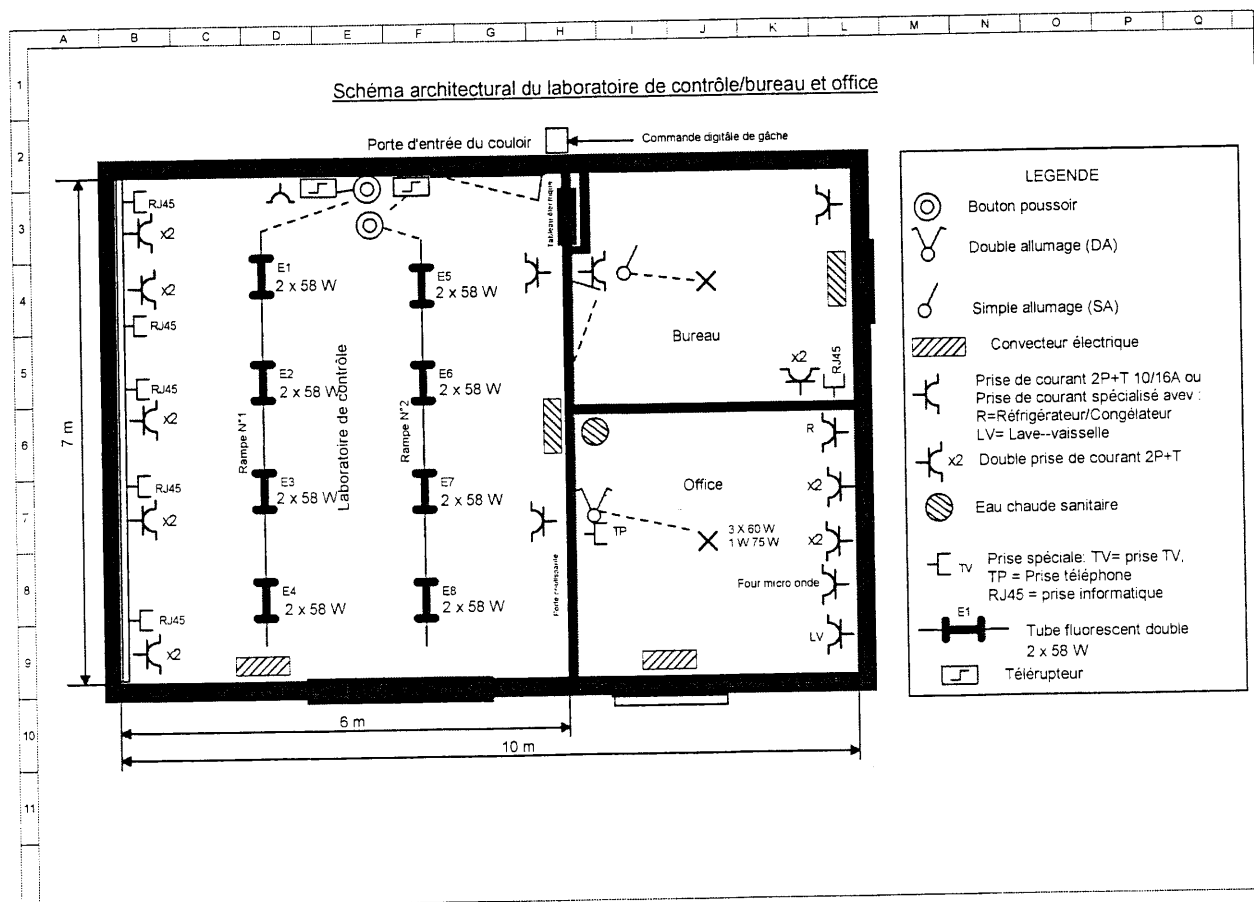 A B C D E F G H I J K L M N O P Q
1
2
3
4
5
6
7
8
9
10
11
Schéma architectural du laboratoire de contrôle/bureau et office
Porte d'entrée du couloir
Commande digitâle de gâche
Tableau électrique
RJ45
x2
x2
RJ45
RJ45
x2
RJ45
x2
RJ45
x2
E1
2 x 58 W
E2
2 x 58 W
E3
2 x 58 W
E4
2 x 58 W
Rampe N°1
Laboratoire de contrôle
Rampe N°2
E5
2 x 58 W
E6
2 x 58 W
E7
2 x 58 W
E8
2 x 58 W
Porte coulissante
Bureau
x2
RJ45
R
Office
x2
TP
3 X 60 W
1 W 75 W
x2
Four micro onde
LV
7 m
6 m
10 m
LEGENDE
Bouton poussoir
Double allumage (DA)
Simple allumage (SA)
Convecteur électrique
Prise de courant 2P+T 10/16A ou
Prise de courant spécialisé avev :
R=Réfrigérateur/Congélateur
LV= Lave--vaisselle
x2 Double prise de courant 2P+T
Eau chaude sanitaire
TV Prise spéciale: TV= prise TV,
TP = Prise téléphone
RJ45 = prise informatique
E1
Tube fluorescent double
2 x 58 W
Télérupteur